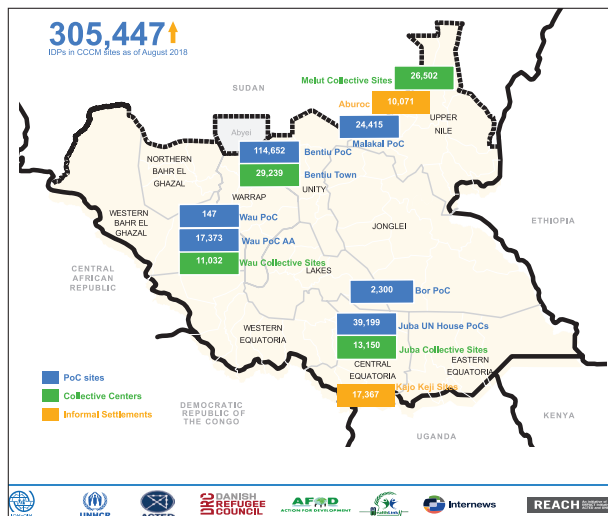 305,447
IDPs in CCCM sites as of August 2018
SUDAN
Melut Collective Sites
26,502
Aburoc
10,071
24,415
Malakal PoC
UPPER
NILE
Abyei
114,652
Bentiu PoC
29,239
Bentiu Town
UNITY
NORTHERN
BAHR EL
GHAZAL
WARRAP
WESTERN
BAHR EL
GHAZAL
147
Wau PoC
17,373
Wau PoC AA
11,032
Wau Collective Sites
JONGLEI
ETHIOPIA
LAKES
CENTRAL
AFRICAN
REPUBLIC
2,300
Bor PoC
39,199
Juba UN House PoCs
13,150
Juba Collective Sites
WESTERN
EQUATORIA
CENTRAL
EQUATORIA
EASTERN
EQUATORIA
17,367
Kajo Keji Sites
PoC sites
Collective Centers
Informal Settlements
DEMOCRATIC
REPUBLIC OF
THE CONGO
UGANDA
KENYA
UNHCR
ACTED
DRC
DANISH
REFUGEE
COUNCIL
AFOD
ACTION FOR DEVELOPMENT
Internews
REACH